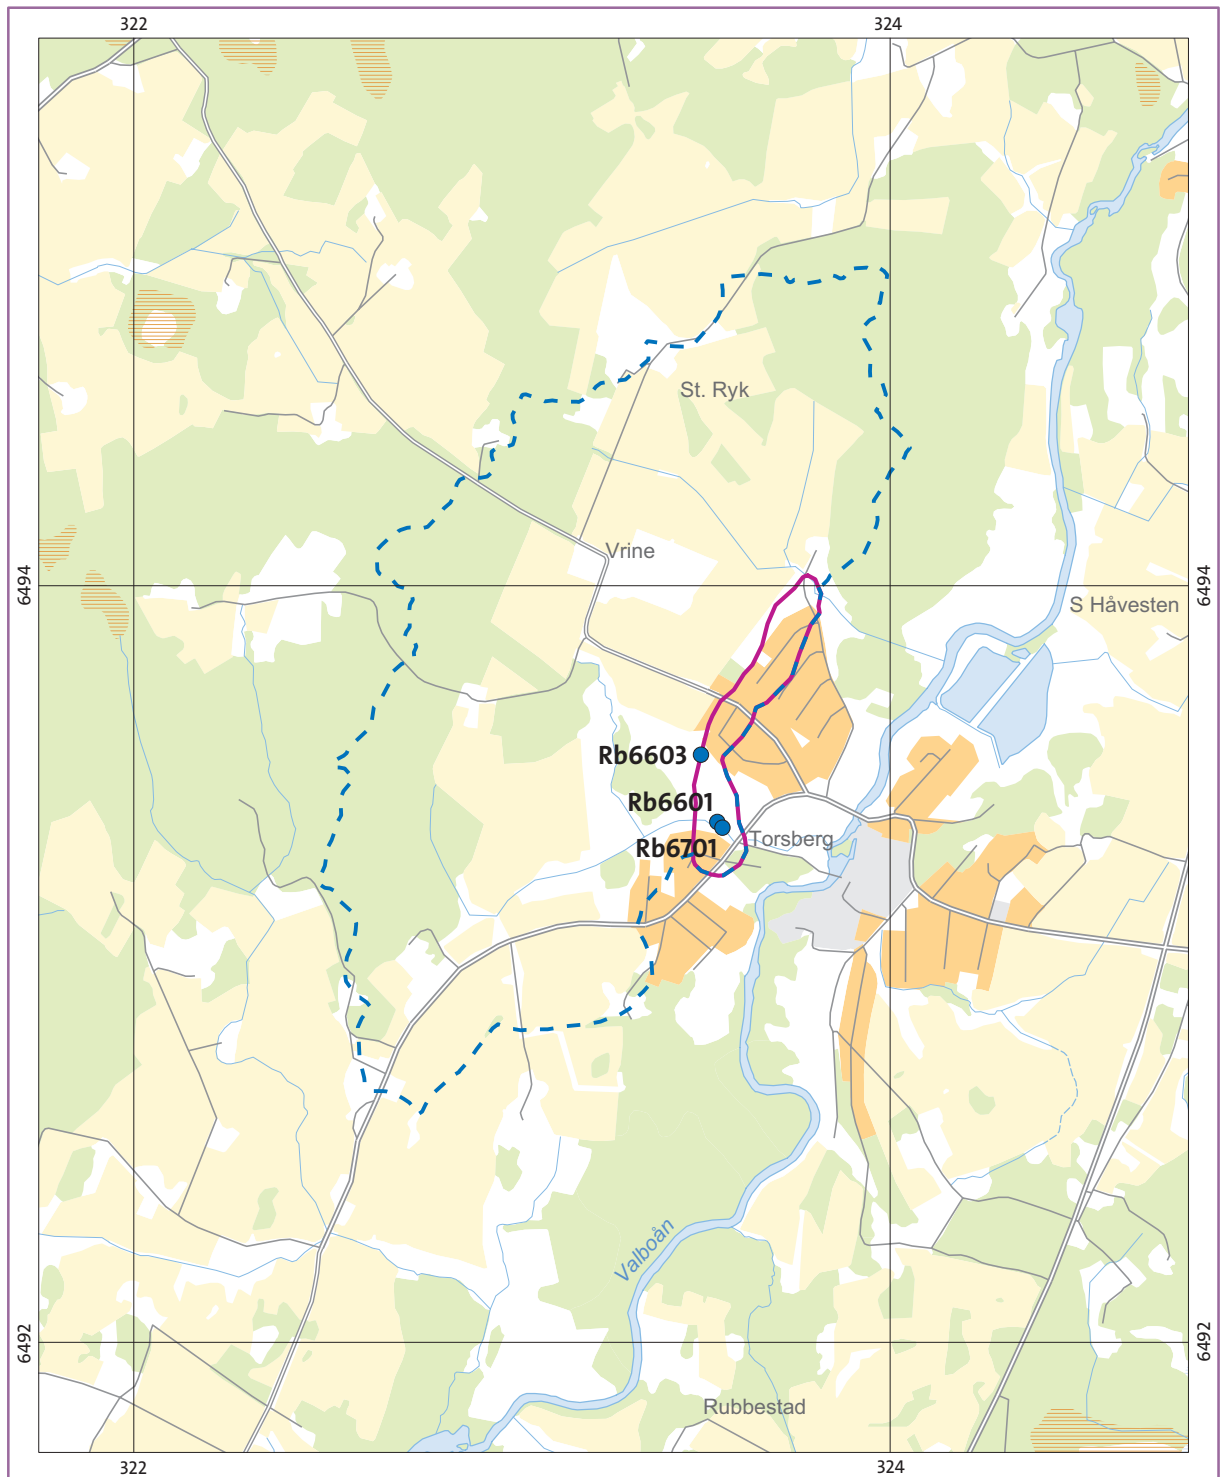 322 324
St. Ryk
Vrine
6494 6494
S Håvesten
Rb6603
Rb6601
Torsberg
Rb6701
Valboån
6492 6492
Rubbestad
322 324